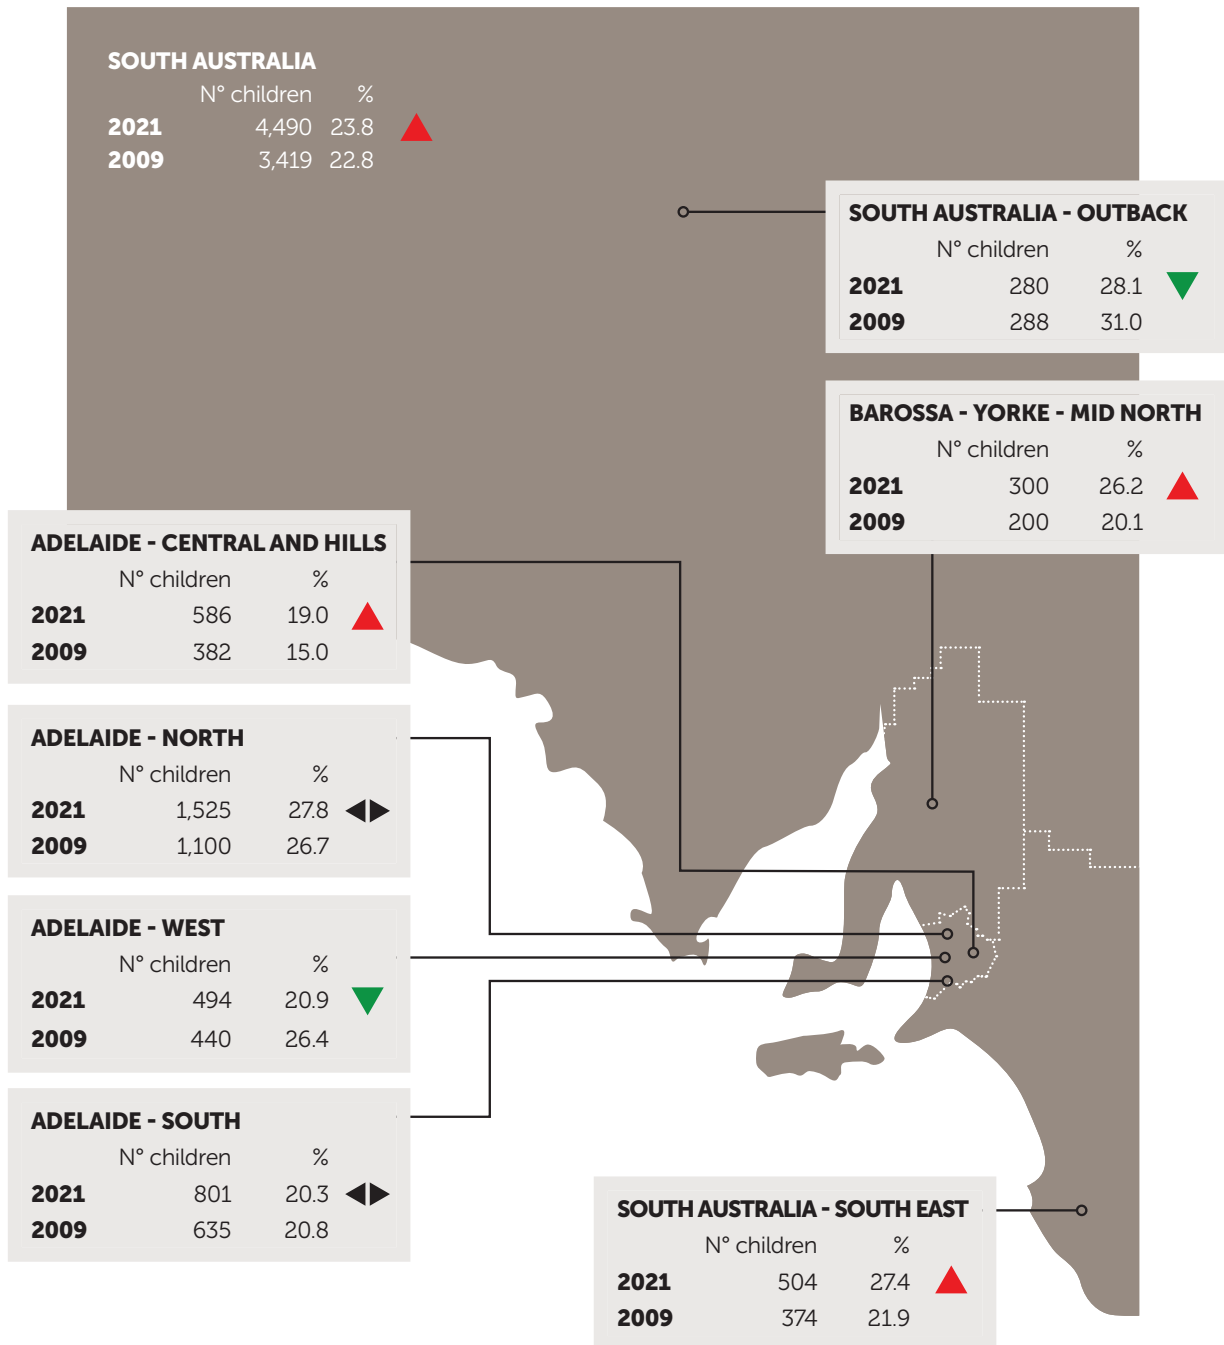 SOUTH AUSTRALIA
N° children %
2021 4,490 23.8
2009 3,419 22.8
SOUTH AUSTRALIA - OUTBACK
N° children %
2021 280 28.1
2009 288 31.0
BAROSSA - YORKE - MID NORTH
N° children %
2021 300 26.2
2009 200 20.1
ADELAIDE - CENTRAL AND HILLS
N° children %
2021 586 19.0
2009 382 15.0
ADELAIDE - NORTH
N° children %
2021 1,525 27.8
2009 1,100 26.7
ADELAIDE - WEST
N° children %
2021 494 20.9
2009 440 26.4
ADELAIDE - SOUTH
N° children %
2021 801 20.3
2009 635 20.8
SOUTH AUSTRALIA - SOUTH EAST
N° children %
2021 504 27.4
2009 374 21.9